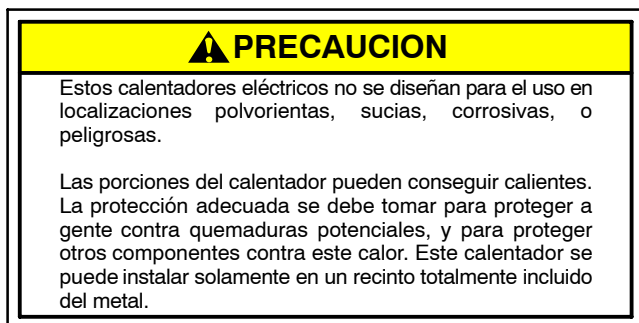 PRECAUCION
Estos calentadores eléctricos no se diseñan para el uso en
localizaciones polvorientas, sucias, corrosivas, o
peligrosas.
Las porciones del calentador pueden conseguir calientes.
La protección adecuada se debe tomar para proteger a
gente contra quemaduras potenciales, y para proteger
otros componentes contra este calor. Este calentador se
puede instalar solamente en un recinto totalmente incluido
del metal.